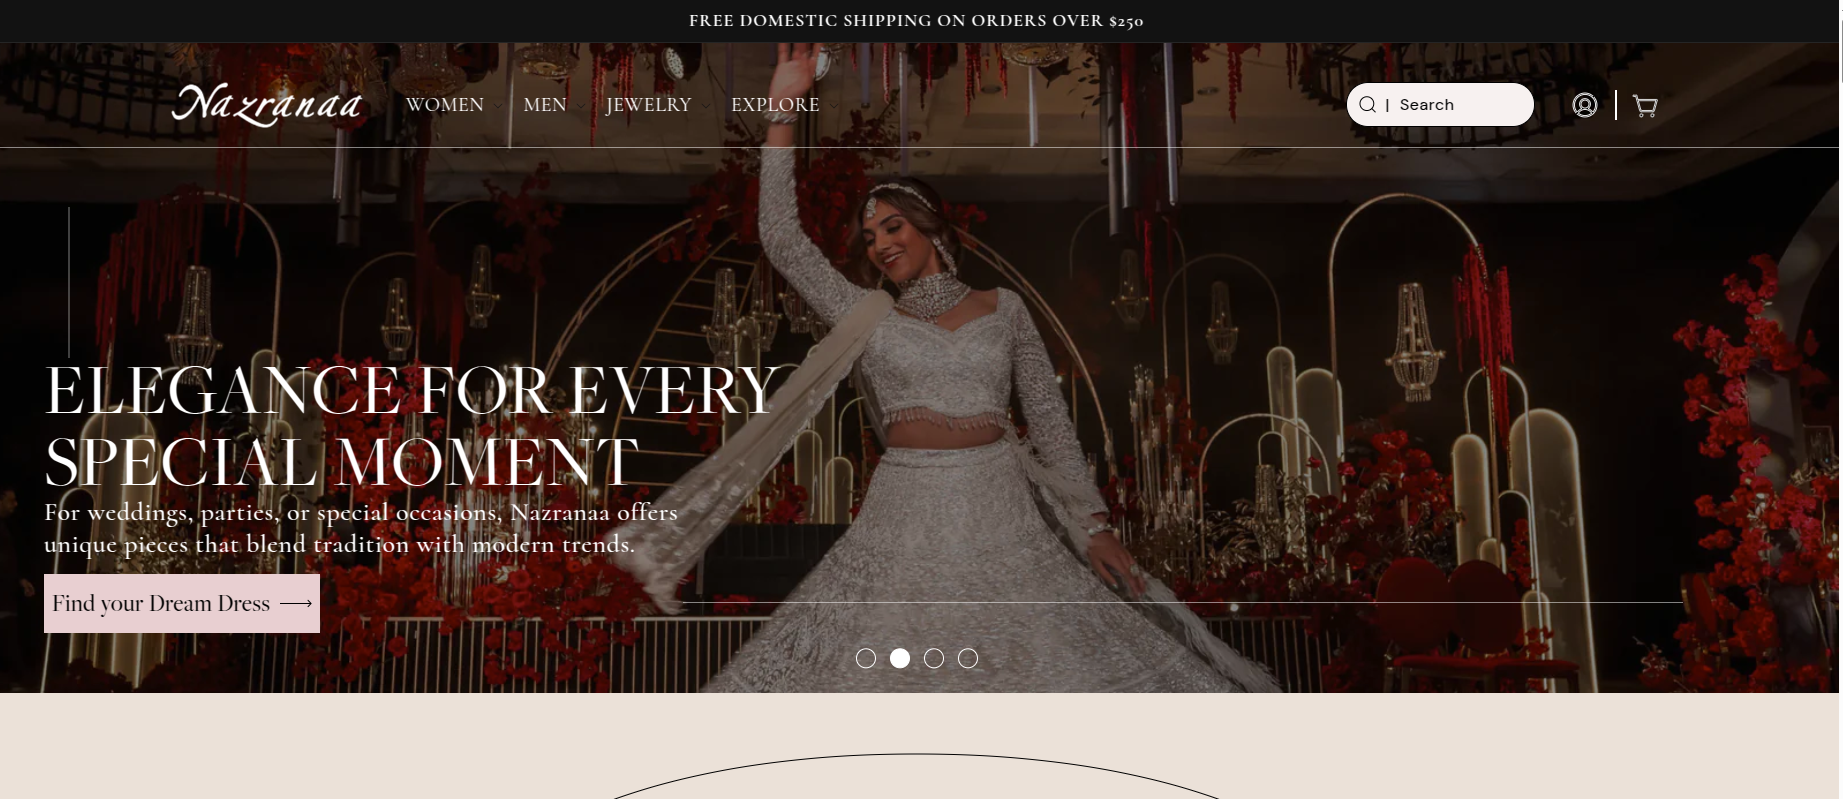 FREE DOMESTIC SHIPPING ON ORDERS OVER $250
Nazranaa
WOMEN
MEN
JEWELRY
EXPLORE
| Search
ELEGANCE FOR EVERY
SPECIAL MOMENT
For weddings, parties, or special occasions, Nazranaa offers
unique pieces that blend tradition with modern trends.
Find your Dream Dress